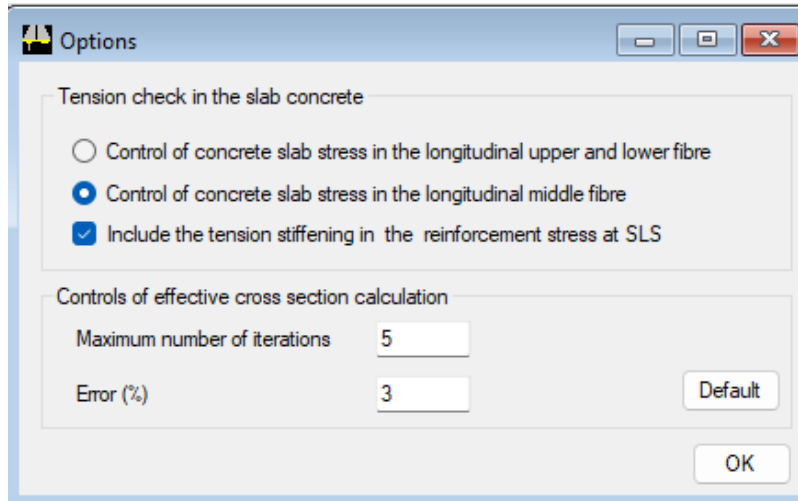 Options
Tension check in the slab concrete
Control of concrete slab stress in the longitudinal upper and lower fibre
Control of concrete slab stress in the longitudinal middle fibre
Include the tension stiffening in the reinforcement stress at SLS
Controls of effective cross section calculation
Maximum number of iterations 5
Error (%) 3
Default
OK